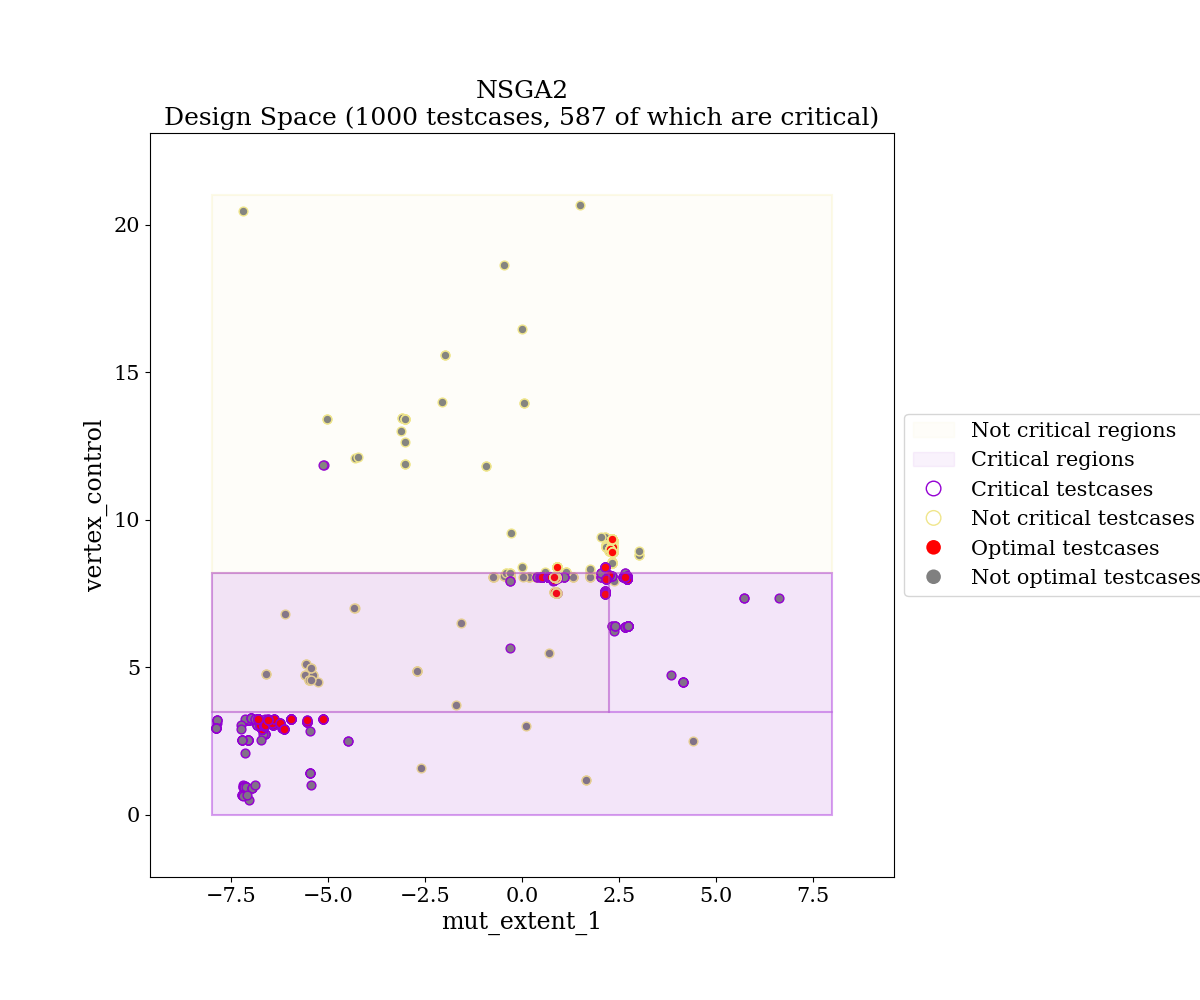 NSGA2
Design Space (1000 testcases, 587 of which are critical)
vertex_control
20
15
10
5
0
−7.5
−5.0
−2.5
0.0
2.5
5.0
7.5
mut_extent_1
Not critical regions
Critical regions
Critical testcases
Not critical testcases
Optimal testcases
Not optimal testcases